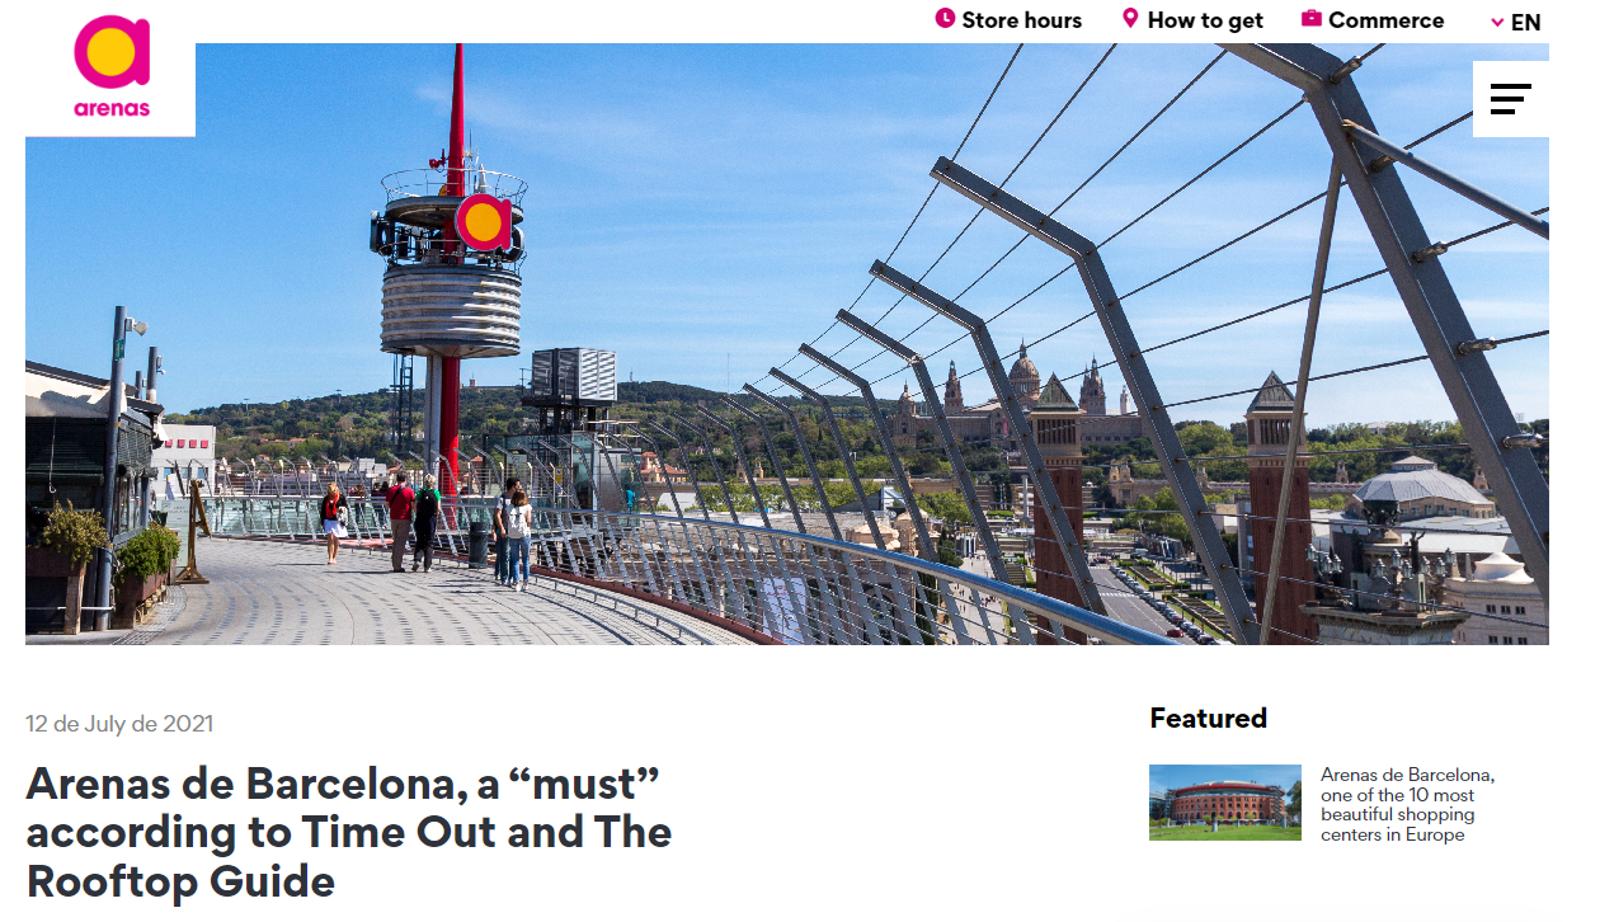 arenas
Store hours
How to get
Commerce
EN
12 de July de 2021
Arenas de Barcelona, a “must”
according to Time Out and The
Rooftop Guide
Featured
Arenas de Barcelona,
one of the 10 most
beautiful shopping
centers in Europe